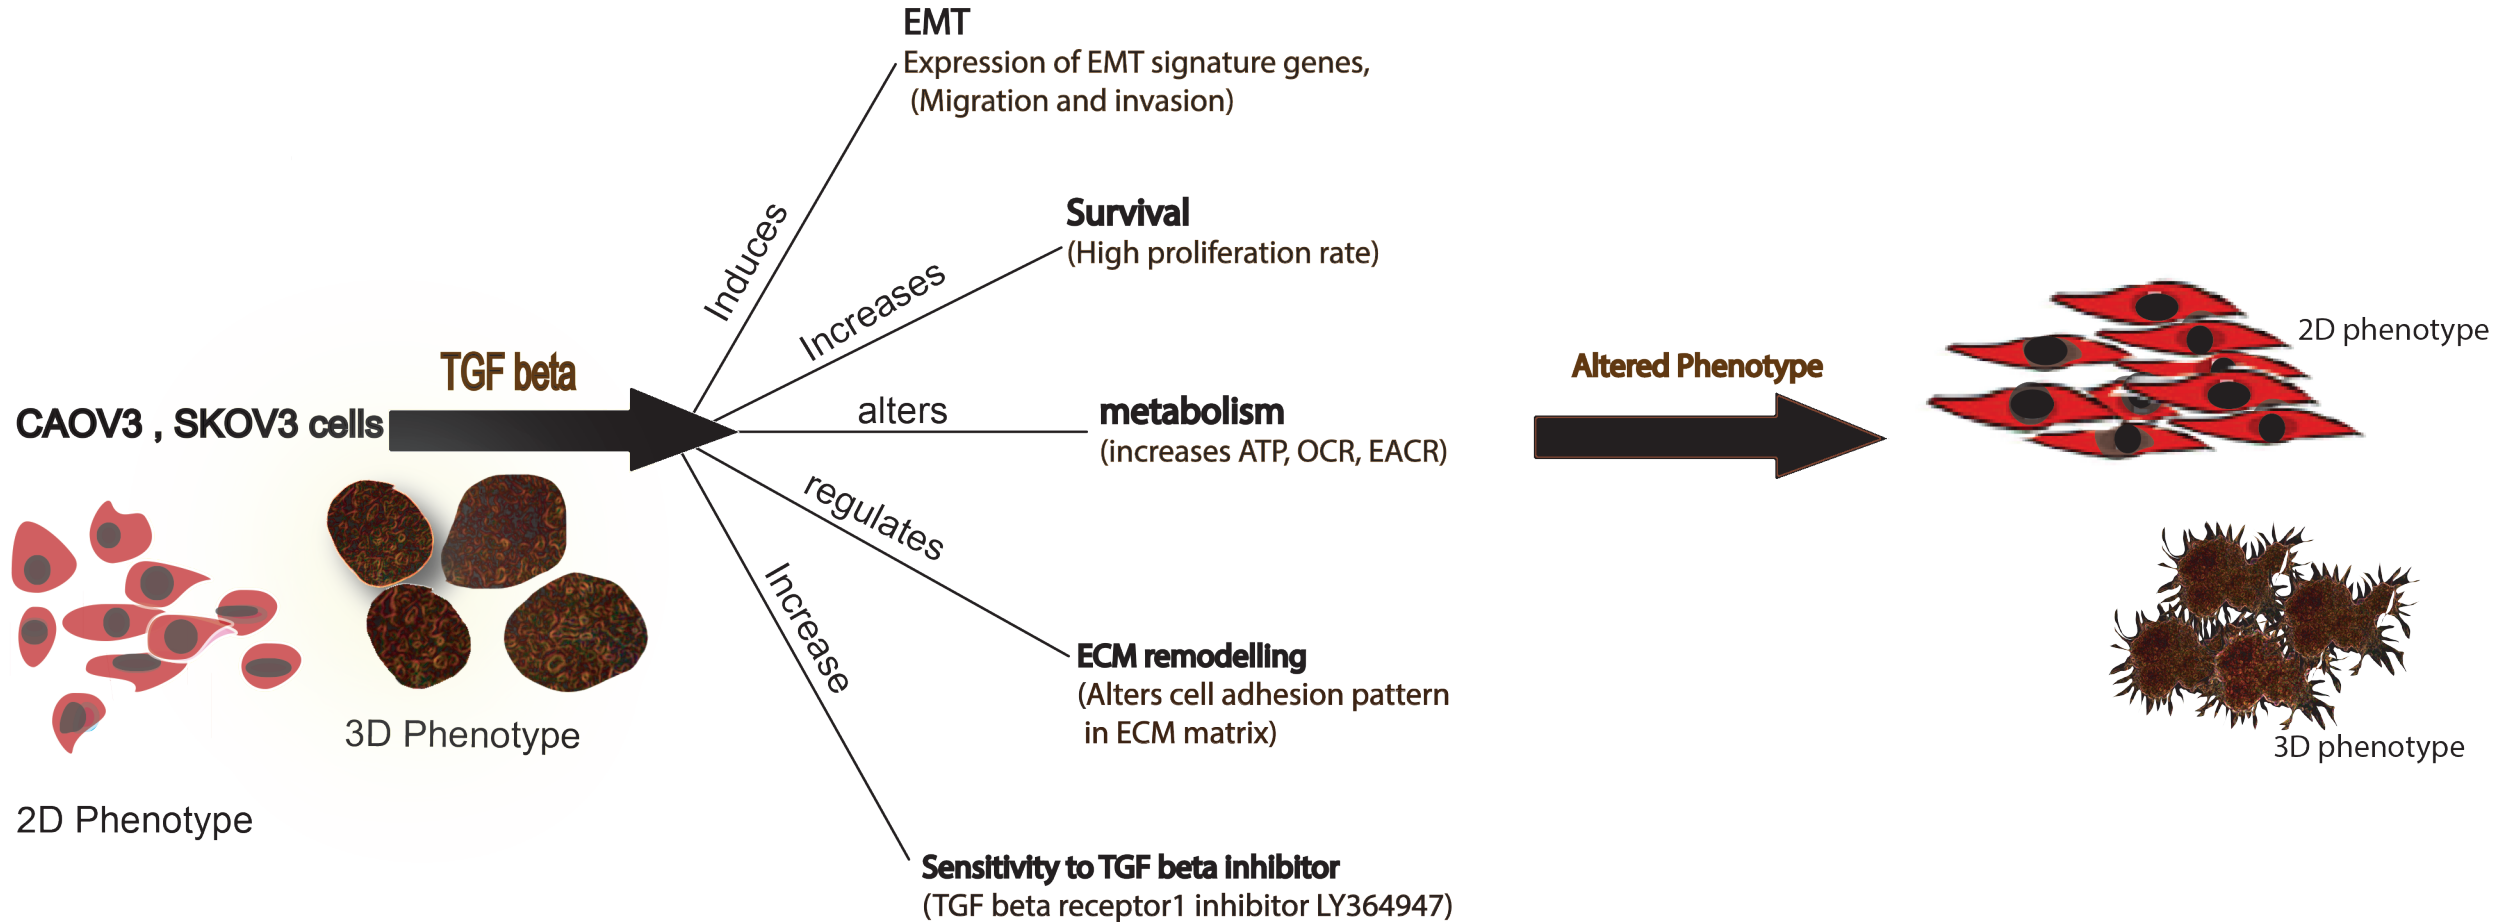 EMT
Expression of EMT signature genes,
(Migration and invasion)
Induces
Survival
(High proliferation rate)
Increases
TGF beta
CAOV3 , SKOV3 cells
alters
metabolism
(increases ATP, OCR, EACR)
regulates
ECM remodelling
(Alters cell adhesion pattern
in ECM matrix)
Increase
Sensitivity to TGF beta inhibitor
(TGF beta receptor1 inhibitor LY364947)
3D Phenotype
2D Phenotype
Altered Phenotype
2D phenotype
3D phenotype